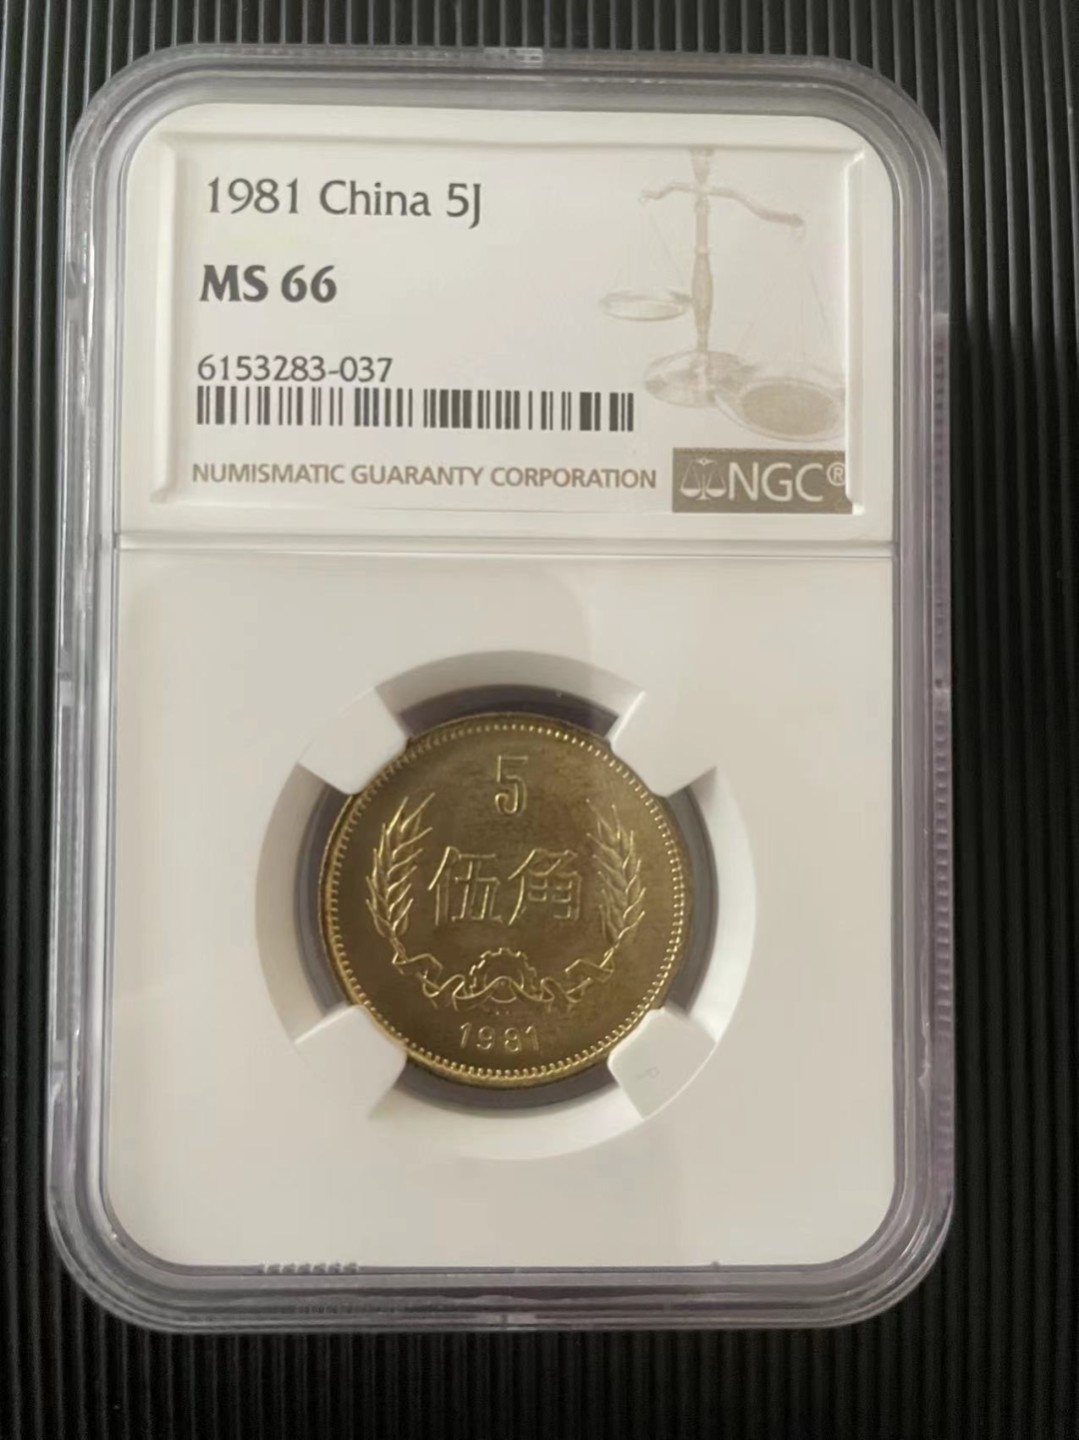 1981 China 5J
MS 66
6153283-037
NUMISMATIC GUARANTY CORPORATION
NGC®
5
伍角
1981